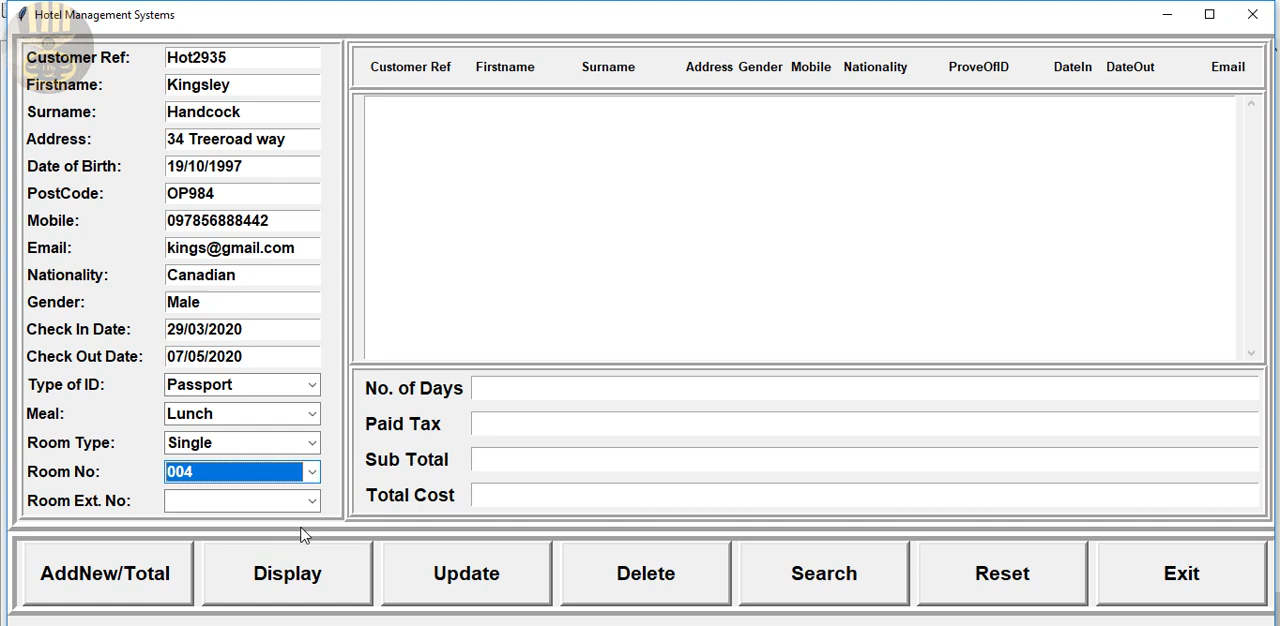 Hotel Management Systems
Customer Ref: Hot2935
Firstname: Kingsley
Surname: Handcock
Address: 34 Treeroad way
Date of Birth: 19/10/1997
PostCode: OP984
Mobile: 097856888442
Email: kings@gmail.com
Nationality: Canadian
Gender: Male
Check In Date: 29/03/2020
Check Out Date: 07/05/2020
Type of ID: Passport
Meal: Lunch
Room Type: Single
Room No: 004
Room Ext. No:
Customer Ref Firstname Surname Address Gender Mobile Nationality ProveOfID DateIn DateOut Email
No. of Days
Paid Tax
Sub Total
Total Cost
AddNew/Total Display Update Delete Search Reset Exit